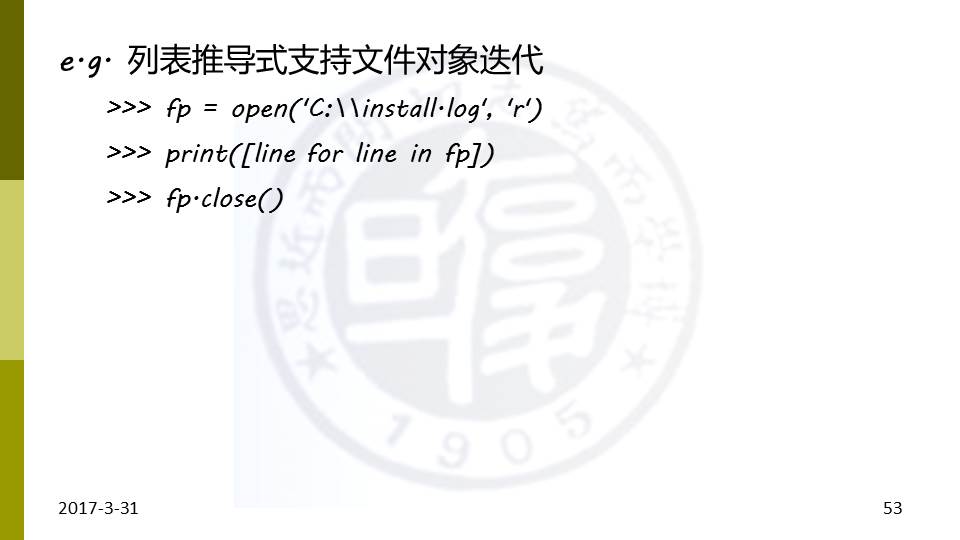 e.g. 列表推导式支持文件对象迭代
>>> fp = open('C:\\install.log', 'r')
>>> print([line for line in fp])
>>> fp.close()
1905
2017-3-31
53